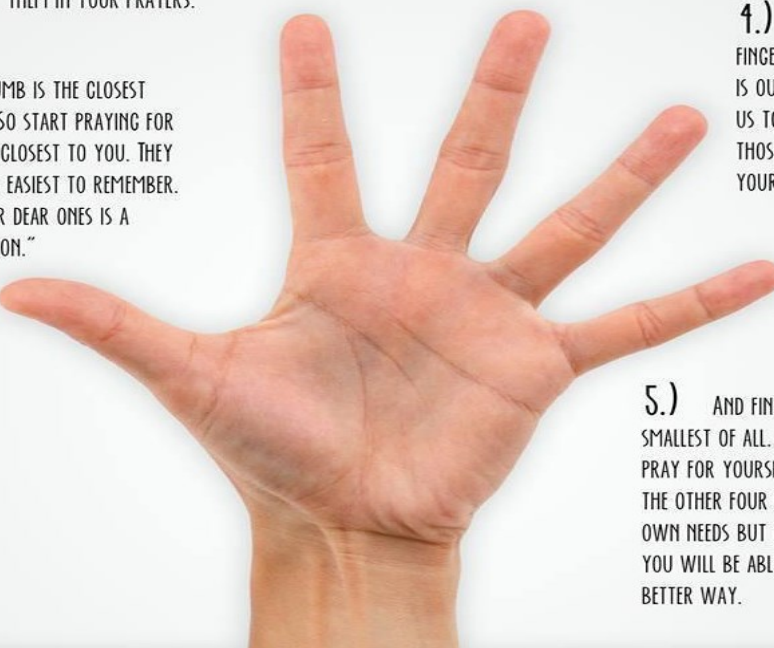 THEM IN YOUR PRAYERS.
MB IS THE CLOSEST
SO START PRAYING FOR
CLOSEST TO YOU. THEY
EASIEST TO REMEMBER.
R DEAR ONES IS A
ON."
4.)
FINGE
IS OU
US TO
THOS
YOUR
5.) AND FIN
SMALLEST OF ALL.
PRAY FOR YOURS
THE OTHER FOUR
OWN NEEDS BUT
YOU WILL BE ABL
BETTER WAY.